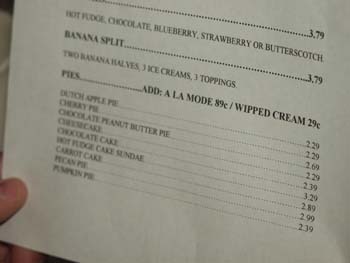 3.79
HOT FUDGE, CHOCOLATE, BLUEBERRY, STRAWBERRY OR BUTTERSCOTCH.
BANANA SPLIT 3.79
TWO BANANA HALVES, 3 ICE CREAMS, 3 TOPPINGS.
PIES ADD: A LA MODE 89c / WIPPED CREAM 29c
DUTCH APPLE PIE 2.29
CHERRY PIE 2.29
CHOCOLATE PEANUT BUTTER PIE 2.69
CHEESECAKE 2.29
CHOCOLATE CAKE 2.39
HOT FUDGE CAKE SUNDAE 3.29
CARROT CAKE 2.89
PECAN PIE 2.99
PUMPKIN PIE 2.39